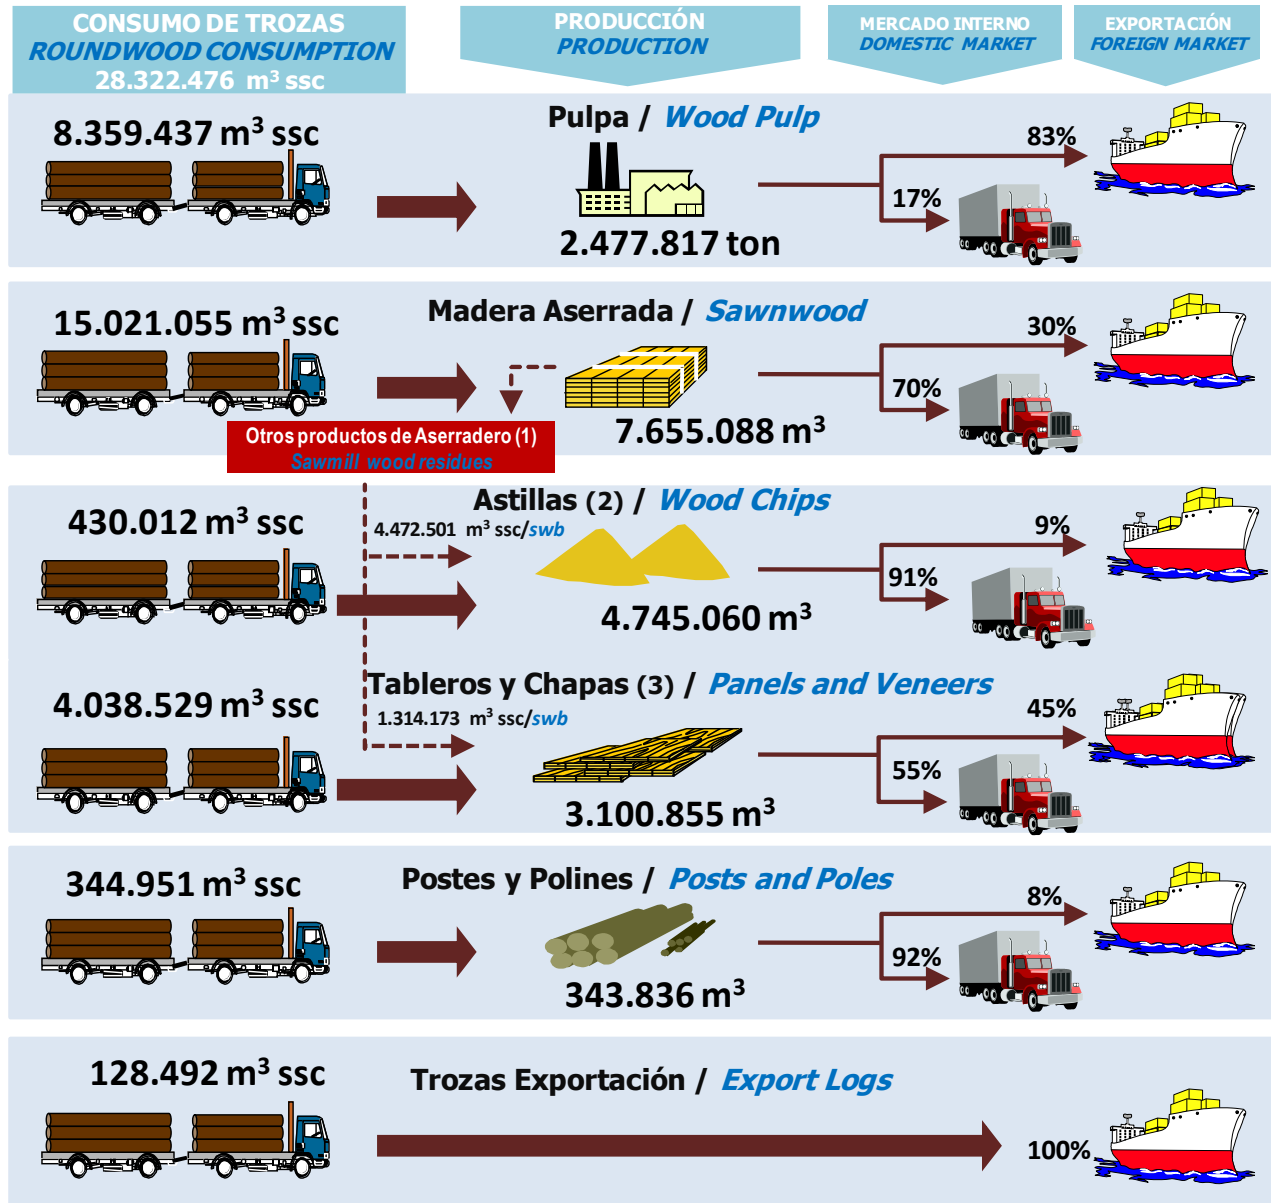 CONSUMO DE TROZAS
ROUNDWOOD CONSUMPTION
28.322.476 m³ ssc
PRODUCCIÓN
PRODUCTION
MERCADO INTERNO
DOMESTIC MARKET
EXPORTACIÓN
FOREIGN MARKET
8.359.437 m³ ssc
Pulpa / Wood Pulp
2.477.817 ton
83%
17%
15.021.055 m³ ssc
Madera Aserrada / Sawnwood
7.655.088 m³
30%
70%
Otros productos de Aserradero (1)
Sawmill wood residues
430.012 m³ ssc
Astillas (2) / Wood Chips
4.472.501 m³ ssc/swb
4.745.060 m³
9%
91%
4.038.529 m³ ssc
Tableros y Chapas (3) / Panels and Veneers
1.314.173 m³ ssc/swb
3.100.855 m³
45%
55%
344.951 m³ ssc
Postes y Polines / Posts and Poles
343.836 m³
8%
92%
128.492 m³ ssc
Trozas Exportación / Export Logs
100%